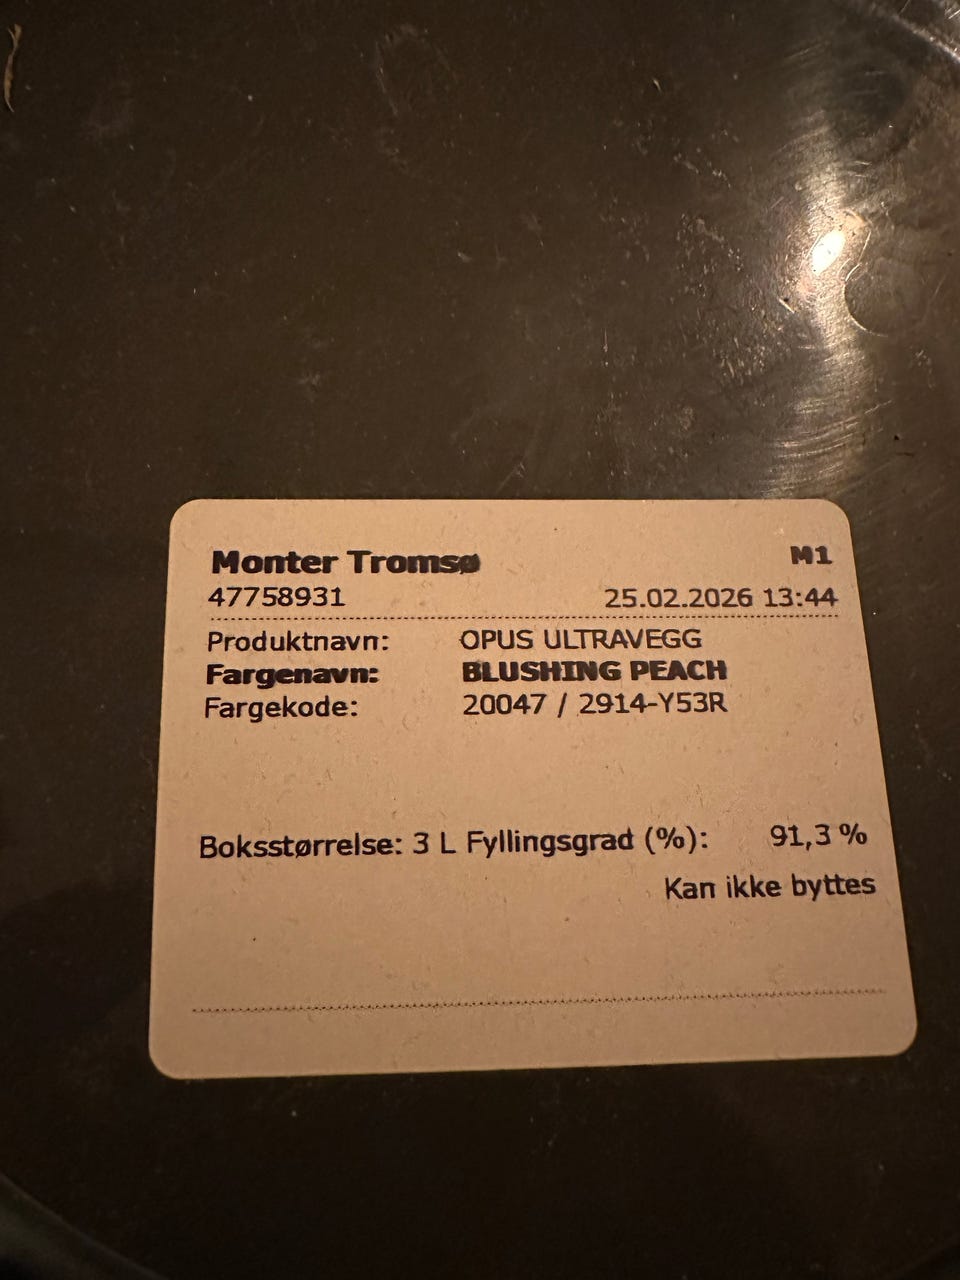 Monter Tromsø M1
47758931 25.02.2026 13:44
Produktnavn: OPUS ULTRAVEGG
Fargenavn: BLUSHING PEACH
Fargekode: 20047 / 2914-Y53R
Boksstørrelse: 3 L Fyllingsgrad (%): 91,3 %
Kan ikke byttes